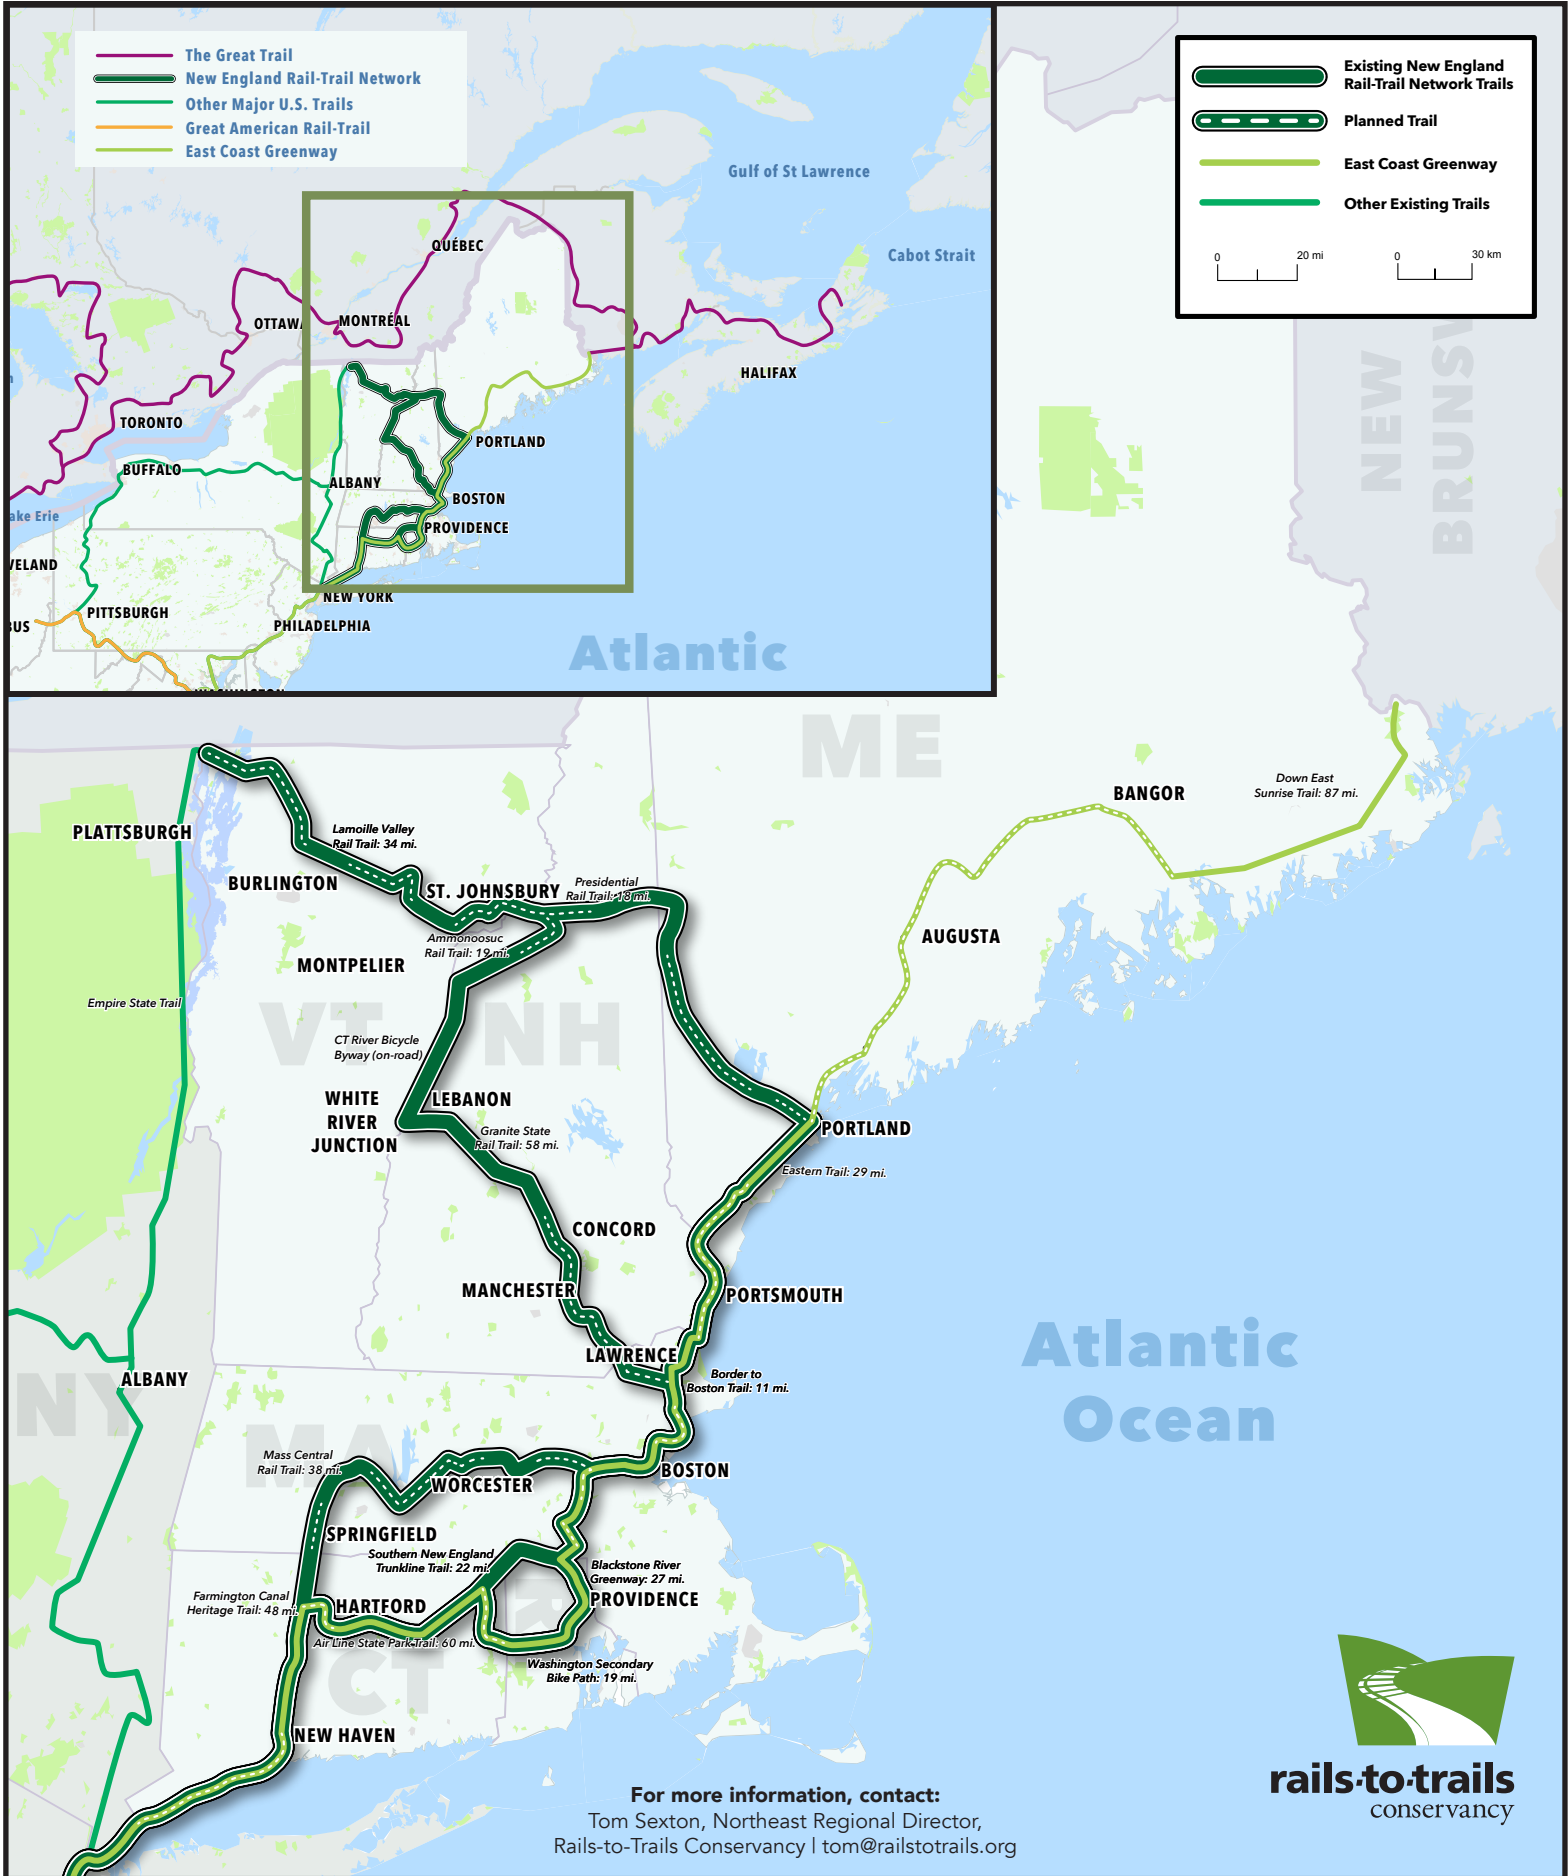 The Great Trail
New England Rail-Trail Network
Other Major U.S. Trails
Great American Rail-Trail
East Coast Greenway
Gulf of St Lawrence
Cabot Strait
QUÉBEC
OTTAWA
MONTRÉAL
HALIFAX
TORONTO
BUFFALO
PORTLAND
ALBANY
BOSTON
PROVIDENCE
ake Erie
VELAND
NEW YORK
PITTSBURGH
BUS
PHILADELPHIA
Atlantic
WASHINGTON
Existing New England
Rail-Trail Network Trails
Planned Trail
East Coast Greenway
Other Existing Trails
0 20 mi
0 30 km
NEW
BRUNSW
ME
BANGOR
Down East
Sunrise Trail: 87 mi.
PLATTSBURGH
Lamoille Valley
Rail Trail: 34 mi.
BURLINGTON
ST. JOHNSBURY
Presidential
Rail Trail: 18 mi.
AUGUSTA
Ammonoosuc
Rail Trail: 19 mi.
MONTPELIER
Empire State Trail
VT
NH
CT River Bicycle
Byway (on-road)
WHITE
RIVER
JUNCTION
LEBANON
Granite State
Rail Trail: 58 mi.
PORTLAND
Eastern Trail: 29 mi.
CONCORD
MANCHESTER
PORTSMOUTH
LAWRENCE
Border to
Boston Trail: 11 mi.
Atlantic
Ocean
ALBANY
NY
MA
Mass Central
Rail Trail: 38 mi.
WORCESTER
BOSTON
SPRINGFIELD
Southern New England
Trunkline Trail: 22 mi.
Blackstone River
Greenway: 27 mi.
PROVIDENCE
RI
Farmington Canal
Heritage Trail: 48 mi.
HARTFORD
Air Line State Park Trail: 60 mi.
Washington Secondary
Bike Path: 19 mi.
CT
NEW HAVEN
For more information, contact:
Tom Sexton, Northeast Regional Director,
Rails-to-Trails Conservancy | tom@railstotrails.org
rails·to·trails
conservancy